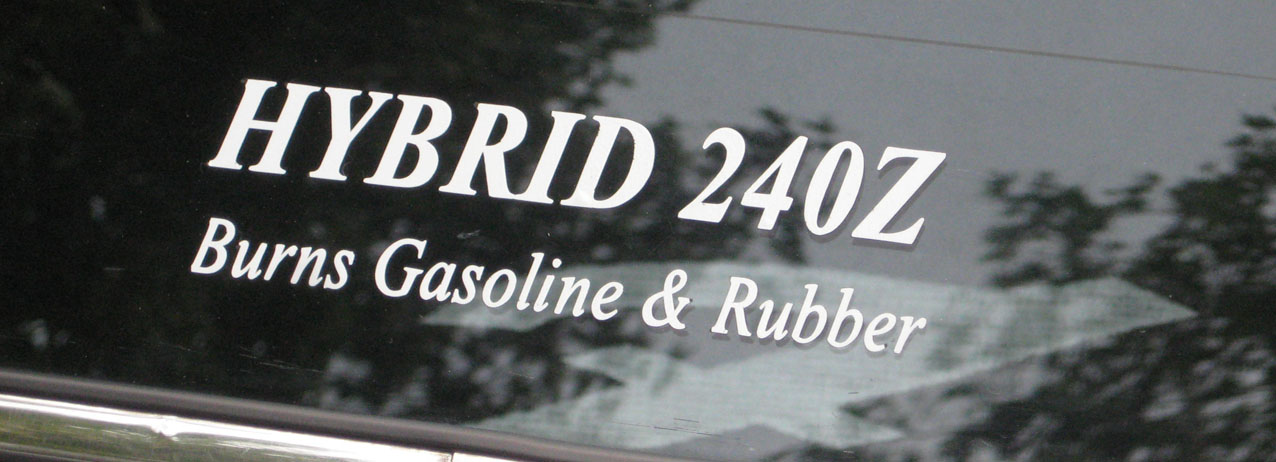 HYBRID 240Z
Burns Gasoline & Rubber